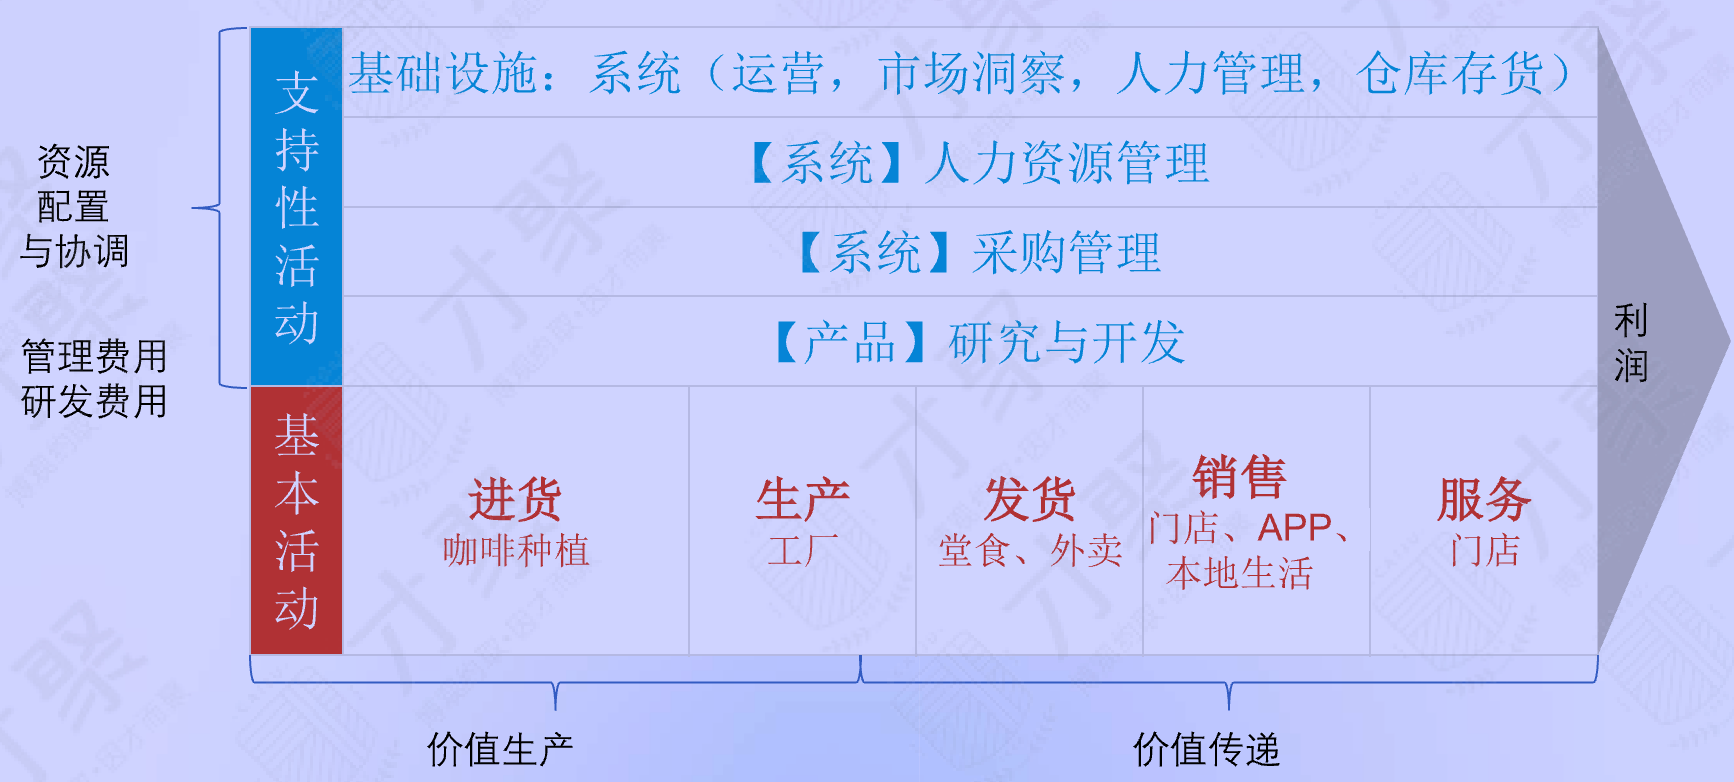 支持性活动
基础设施：系统（运营，市场洞察，人力管理，仓库存货）
【系统】人力资源管理
【系统】采购管理
【产品】研究与开发
资源
配置
与协调
管理费用
研发费用
利润
基本活动
进货
咖啡种植
生产
工厂
发货
堂食、外卖
销售
门店、APP、
本地生活
服务
门店
价值生产
价值传递
才聚